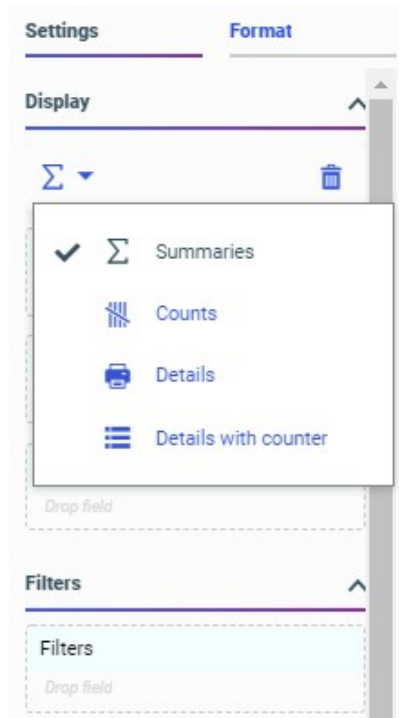 Settings Format
Display
Summaries
Counts
Details
Details with counter
Drop field
Filters
Filters
Drop field